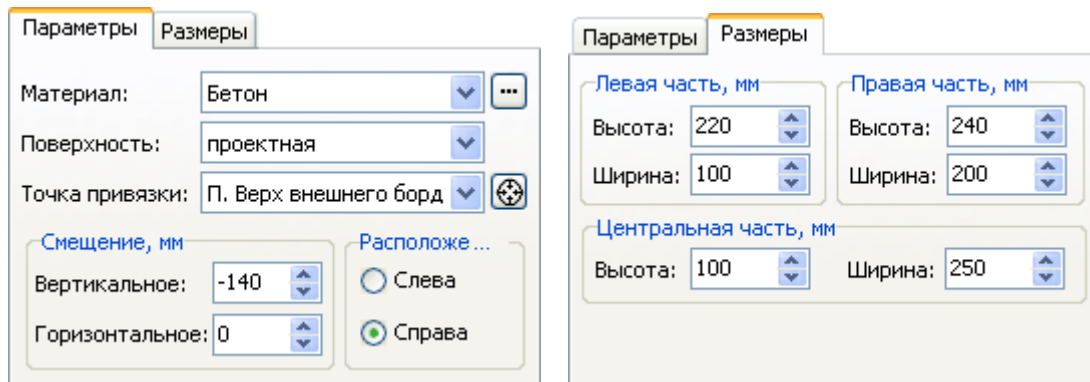 Параметры Размеры
Материал: Бетон ...
Поверхность: проектная
Точка привязки: П. Верх внешнего борд
Смещение, мм
Вертикальное: -140
Горизонтальное: 0
Расположе...
Слева
Справа
Параметры Размеры
Левая часть, мм
Высота: 220
Ширина: 100
Правая часть, мм
Высота: 240
Ширина: 200
Центральная часть, мм
Высота: 100 Ширина: 250